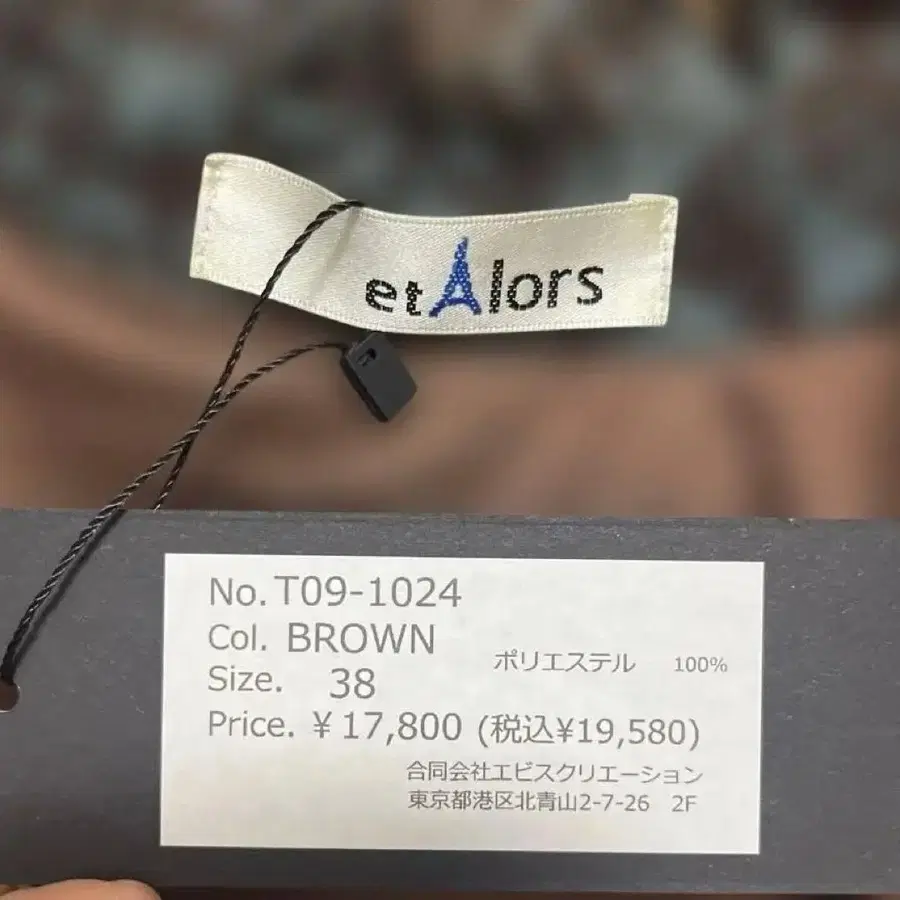 et Alors
No. T09-1024
Col. BROWN
ポリエステル 100%
Size. 38
Price. ¥17,800 (税込¥19,580)
合同会社エビスクリエーション
東京都港区北青山2-7-26 2F